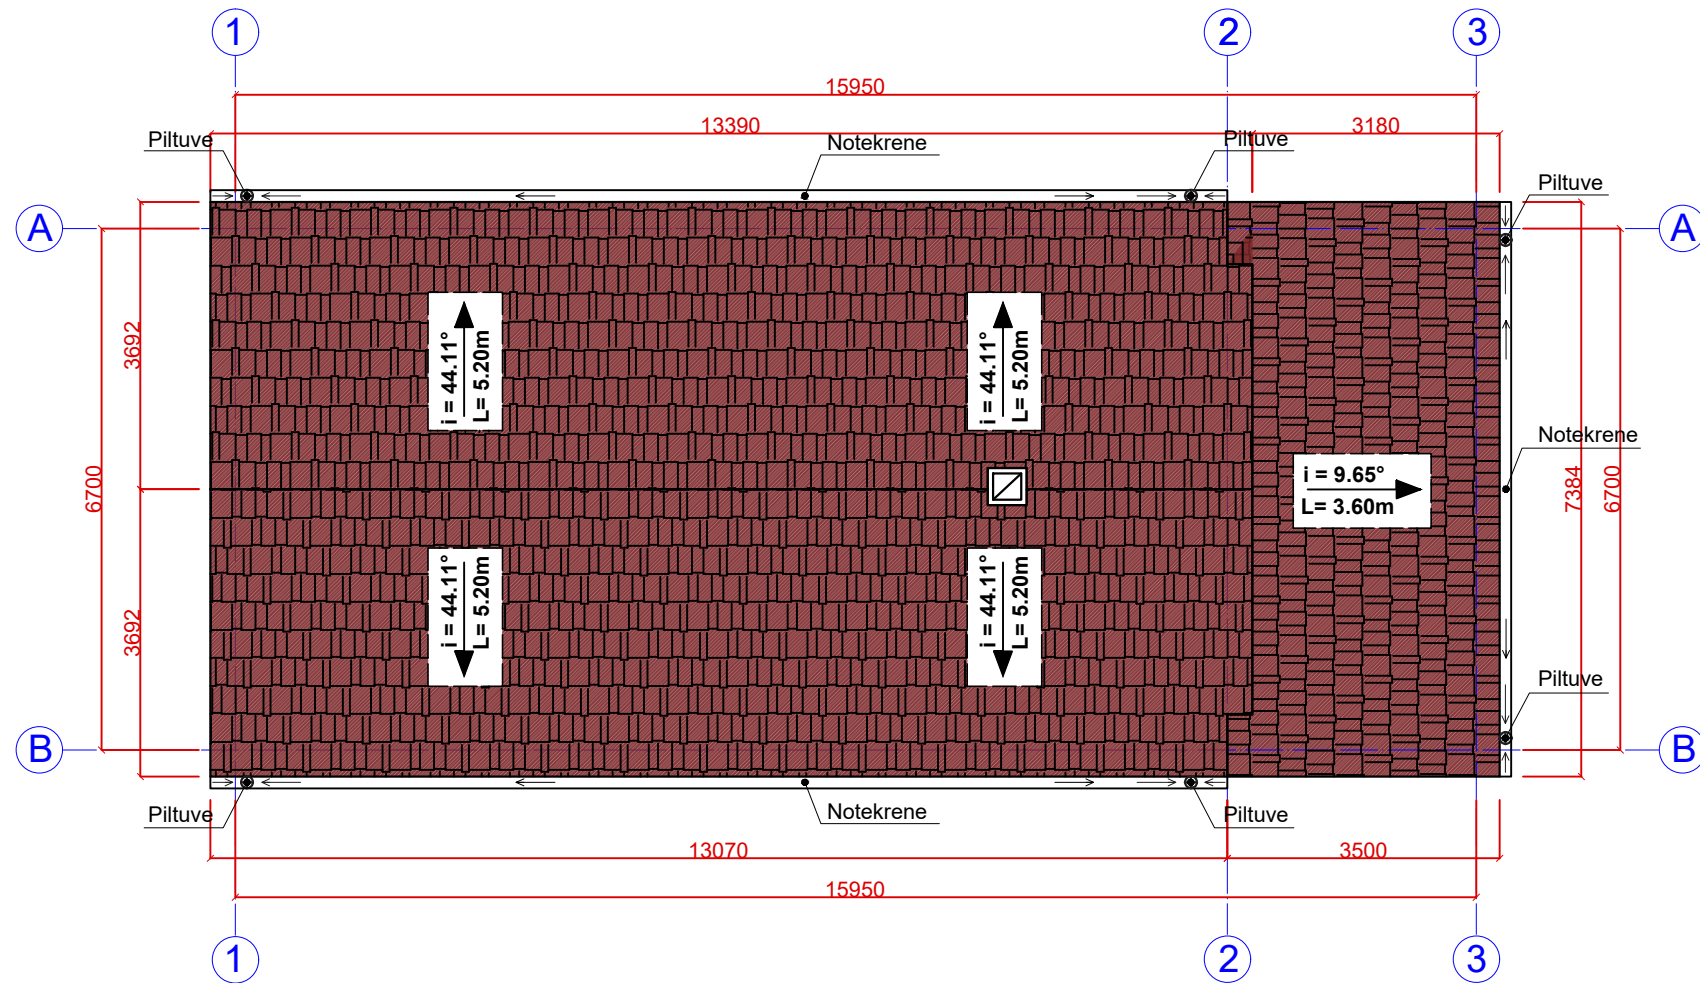 1
2
3
15950
13390
3180
Piltuve
Notekrene
Piltuve
Piltuve
A
A
3692
i = 44.11°
L= 5.20m
i = 44.11°
L= 5.20m
Notekrene
6700
i = 9.65°
L= 3.60m
7384
6700
3692
i = 44.11°
L= 5.20m
i = 44.11°
L= 5.20m
Piltuve
B
B
Piltuve
Notekrene
Piltuve
13070
3500
15950
1
2
3